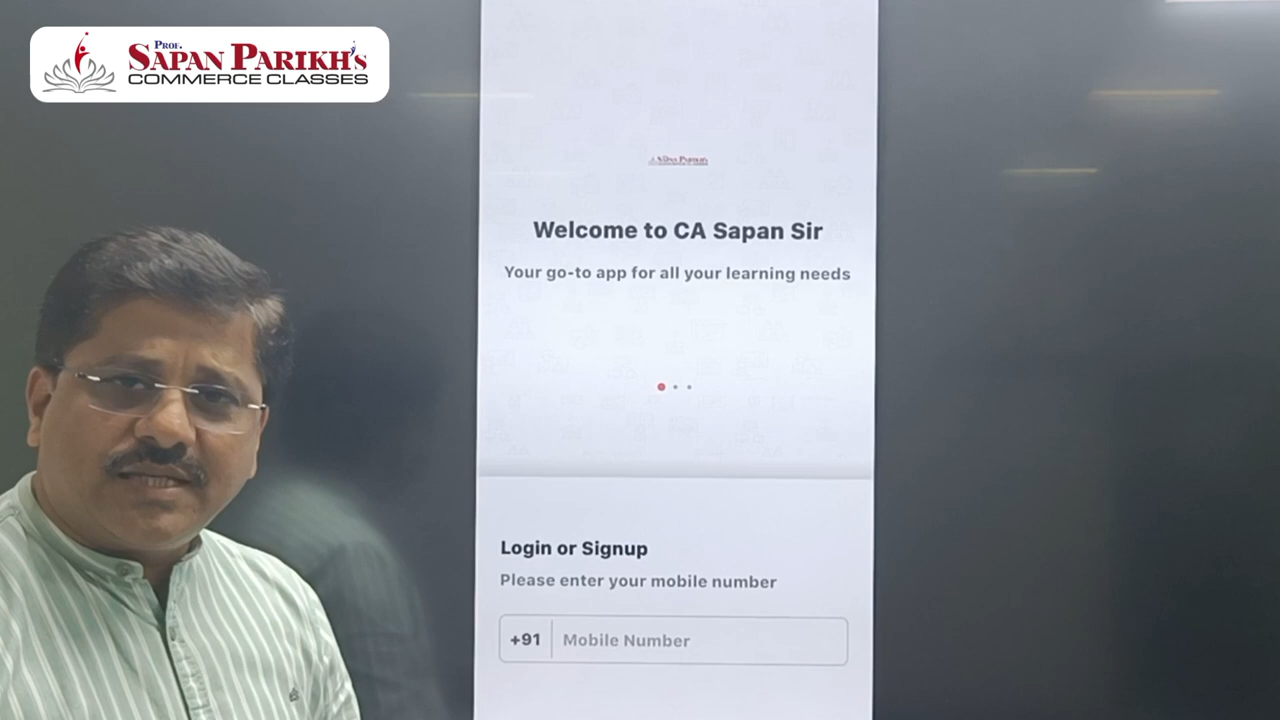 PROF.
SAPAN PARIKH'S
COMMERCE CLASSES
Welcome to CA Sapan Sir
Your go-to app for all your learning needs
Login or Signup
Please enter your mobile number
+91 Mobile Number